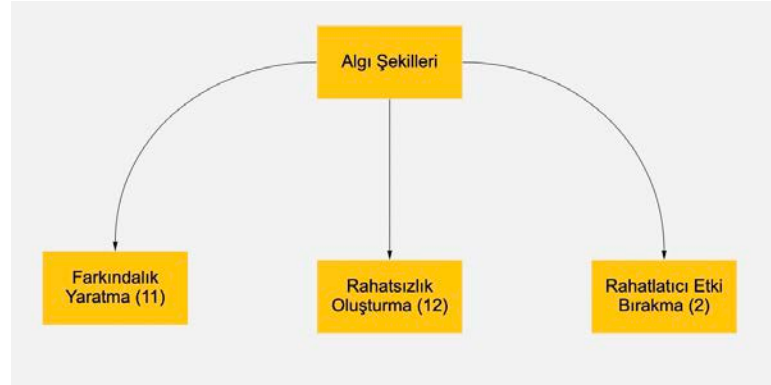 Algı Şekilleri
Farkındalık
Yaratma (11)
Rahatsızlık
Oluşturma (12)
Rahatlatıcı Etki
Bırakma (2)